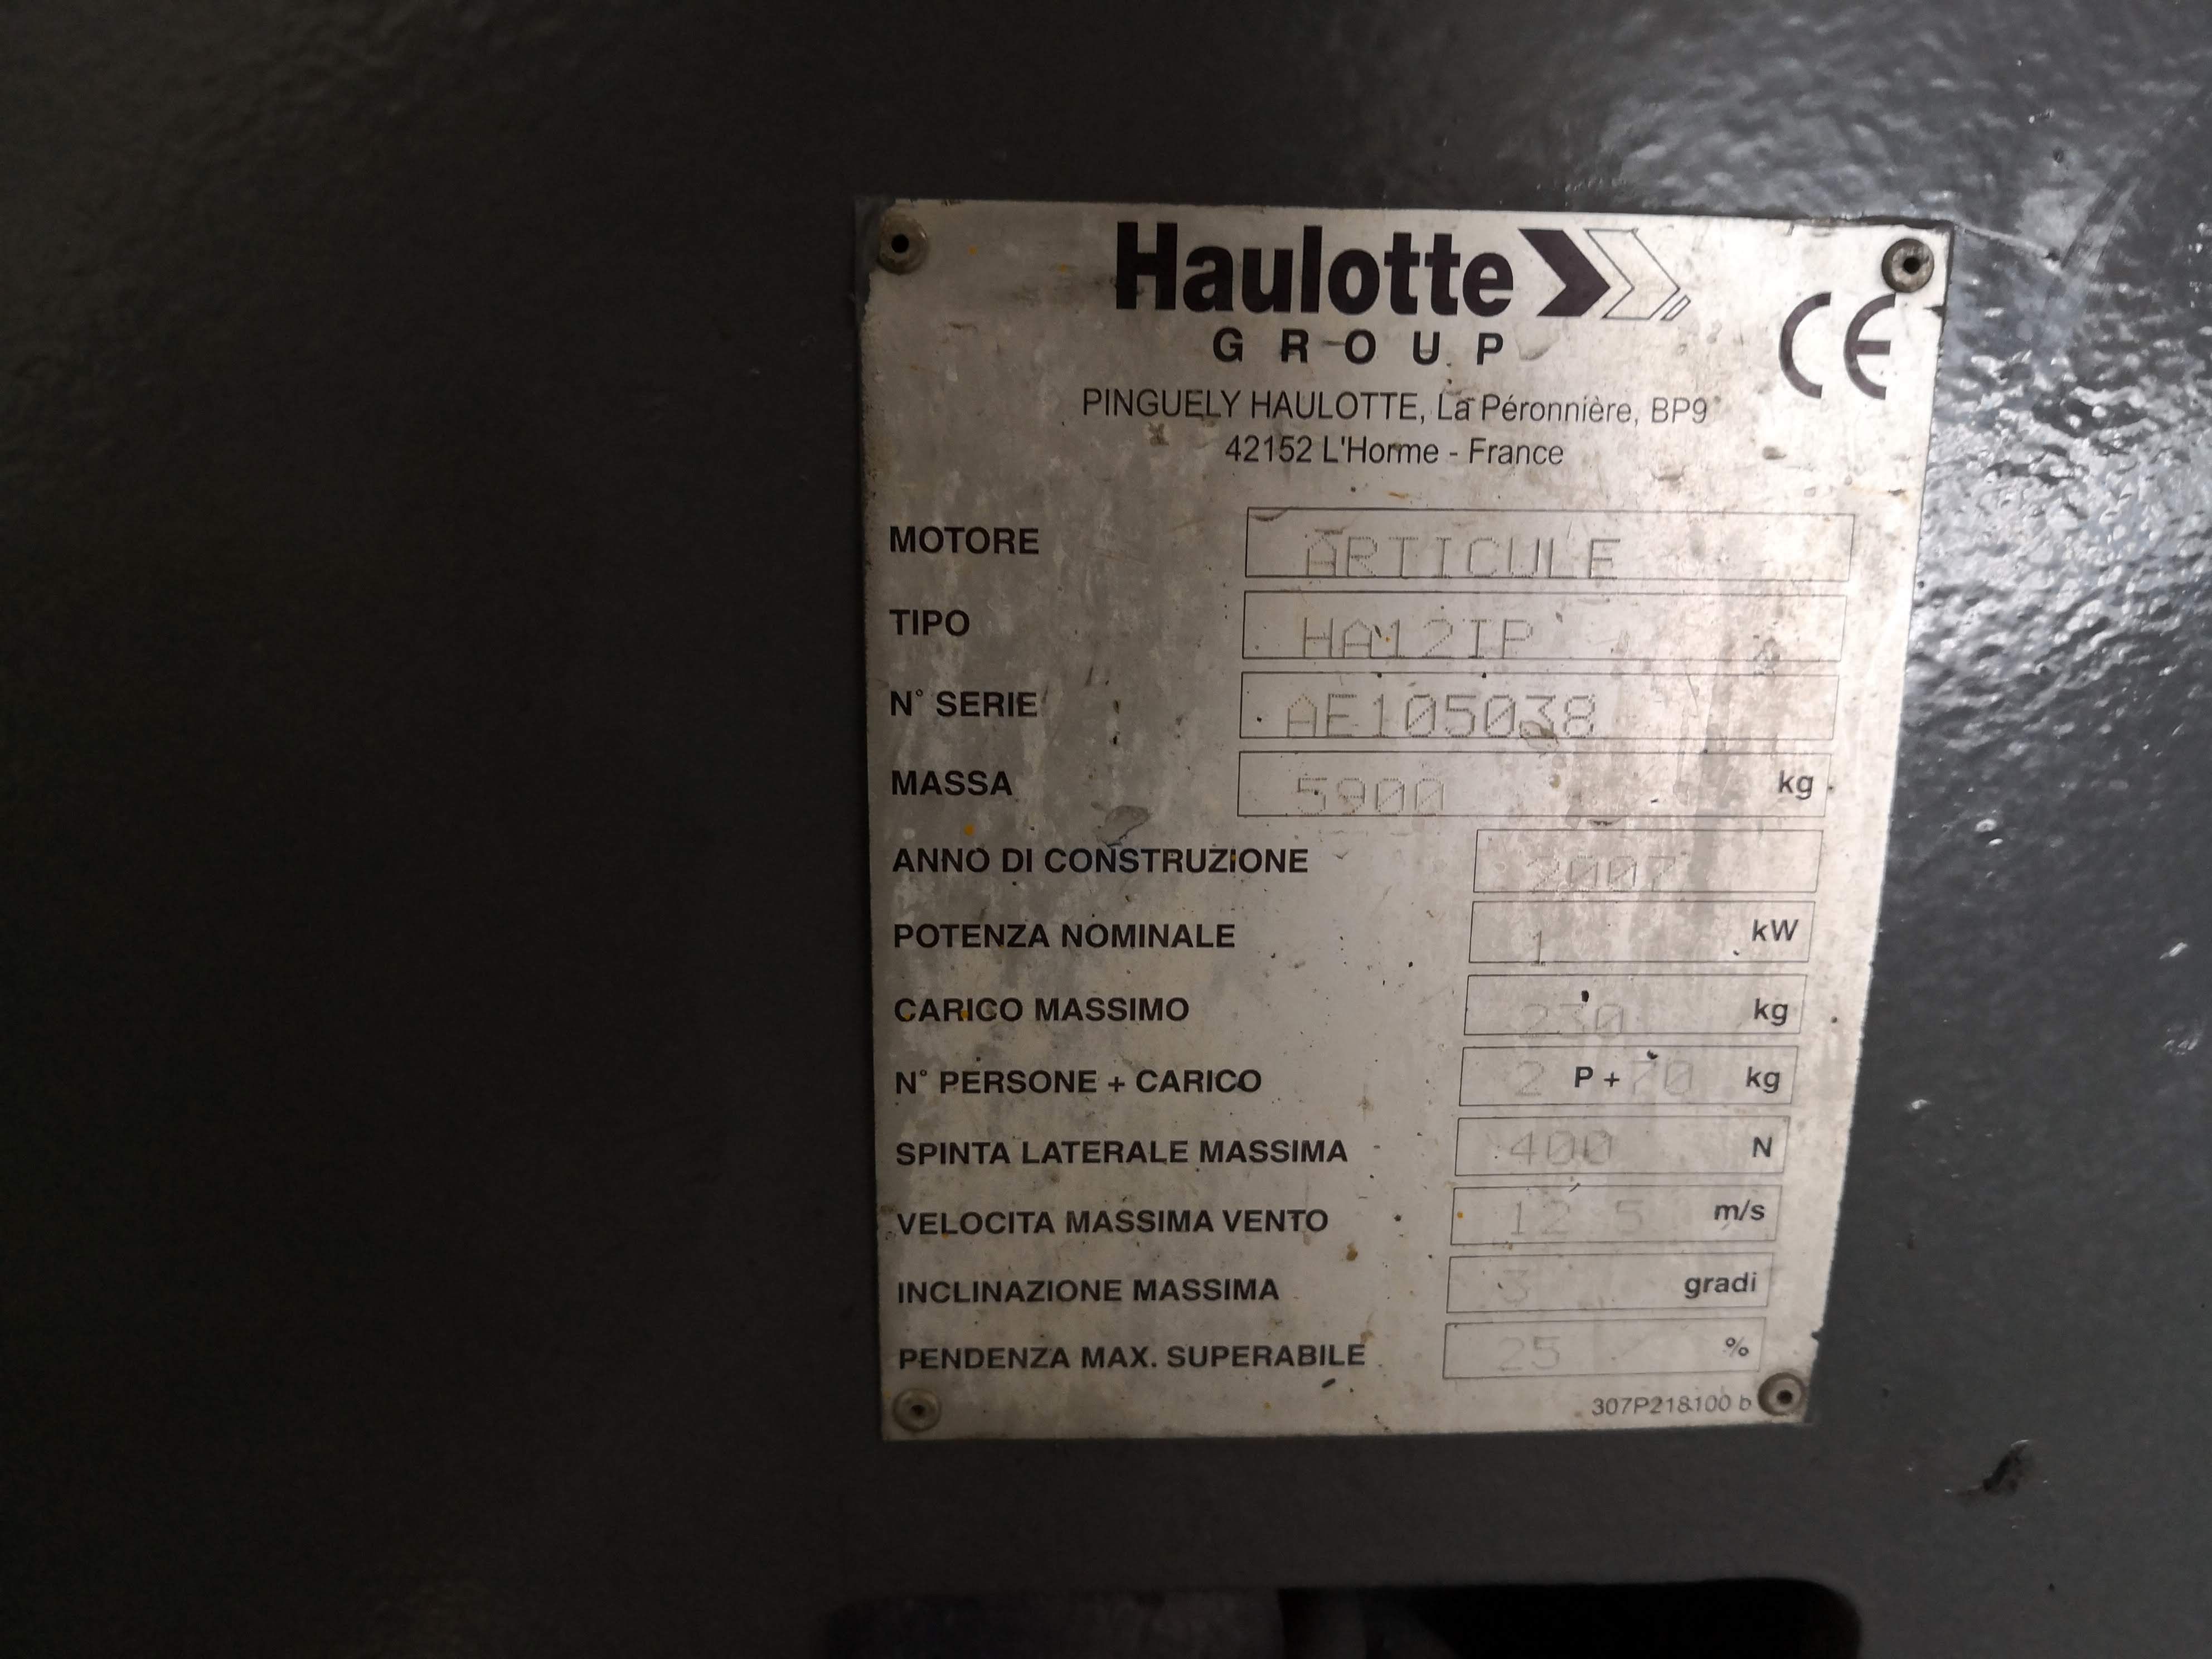 Haulotte
GROUP
CE
PINGUELY HAULOTTE, La Péronnière, BP9
42152 L'Horme - France
MOTORE ARTICULE
TIPO HA12IP
N° SERIE AE105038
MASSA 5900 kg
ANNO DI CONSTRUZIONE 2007
POTENZA NOMINALE 1 kW
CARICO MASSIMO 230 kg
N° PERSONE + CARICO 2 P + 70 kg
SPINTA LATERALE MASSIMA 400 N
VELOCITA MASSIMA VENTO 12 5 m/s
INCLINAZIONE MASSIMA 3 gradi
PENDENZA MAX. SUPERABILE 25 %
307P218100 b